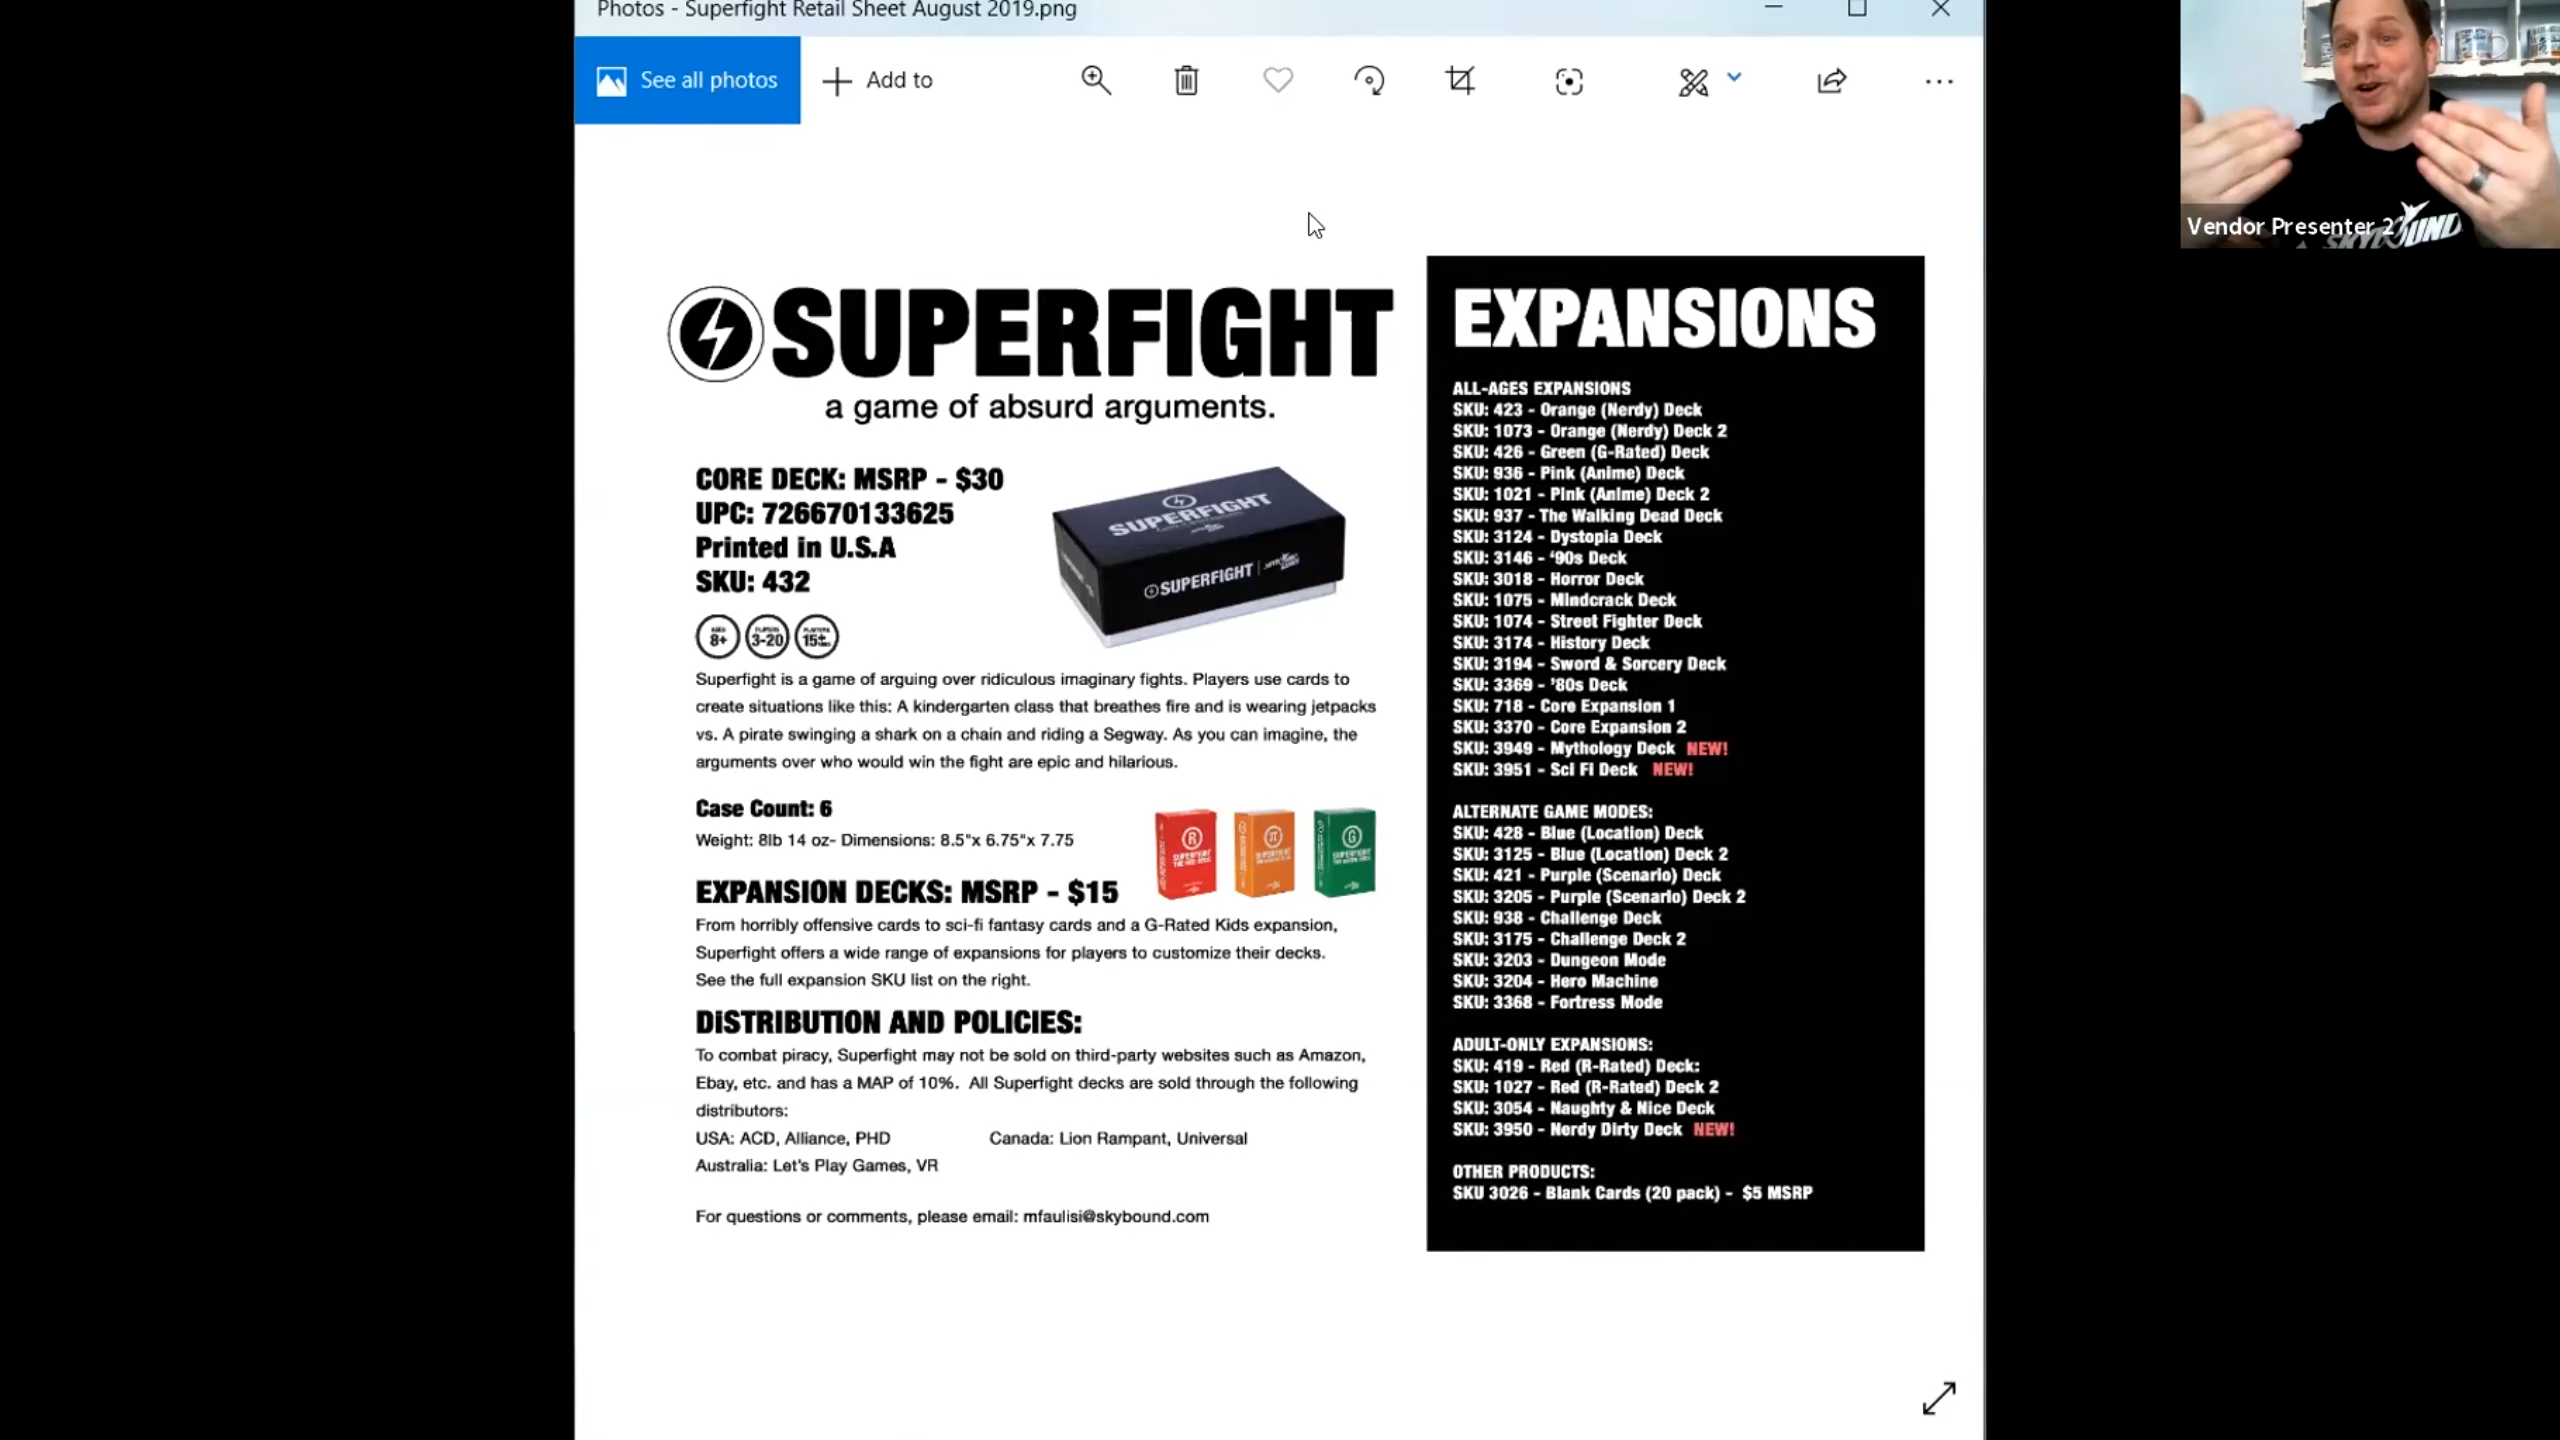 Photos - Superfight Retail Sheet August 2019.png
See all photos
Add to
Vendor Presenter 2
SKYBOUND
SUPERFIGHT
a game of absurd arguments.
CORE DECK: MSRP - $30
UPC: 726670133625
Printed in U.S.A
SKU: 432
SUPERFIGHT
SUPERFIGHT
8+
3-20
15+
Superfight is a game of arguing over ridiculous imaginary fights. Players use cards to
create situations like this: A kindergarten class that breathes fire and is wearing jetpacks
vs. A pirate swinging a shark on a chain and riding a Segway. As you can imagine, the
arguments over who would win the fight are epic and hilarious.
Case Count: 6
Weight: 8lb 14 oz- Dimensions: 8.5"x 6.75"x 7.75
R
SUPERFIGHT
π
SUPERFIGHT
G
SUPERFIGHT
EXPANSION DECKS: MSRP - $15
From horribly offensive cards to sci-fi fantasy cards and a G-Rated Kids expansion,
Superfight offers a wide range of expansions for players to customize their decks.
See the full expansion SKU list on the right.
DiSTRIBUTION AND POLICIES:
To combat piracy, Superfight may not be sold on third-party websites such as Amazon,
Ebay, etc. and has a MAP of 10%. All Superfight decks are sold through the following
distributors:
USA: ACD, Alliance, PHD
Canada: Lion Rampant, Universal
Australia: Let's Play Games, VR
For questions or comments, please email: mfaulisi@skybound.com
EXPANSIONS
ALL-AGES EXPANSIONS
SKU: 423 - Orange (Nerdy) Deck
SKU: 1073 - Orange (Nerdy) Deck 2
SKU: 426 - Green (G-Rated) Deck
SKU: 936 - Pink (Anime) Deck
SKU: 1021 - Pink (Anime) Deck 2
SKU: 937 - The Walking Dead Deck
SKU: 3124 - Dystopia Deck
SKU: 3146 - '90s Deck
SKU: 3018 - Horror Deck
SKU: 1075 - Mindcrack Deck
SKU: 1074 - Street Fighter Deck
SKU: 3174 - History Deck
SKU: 3194 - Sword & Sorcery Deck
SKU: 3369 - '80s Deck
SKU: 718 - Core Expansion 1
SKU: 3370 - Core Expansion 2
SKU: 3949 - Mythology Deck NEW!
SKU: 3951 - Sci Fi Deck NEW!
ALTERNATE GAME MODES:
SKU: 428 - Blue (Location) Deck
SKU: 3125 - Blue (Location) Deck 2
SKU: 421 - Purple (Scenario) Deck
SKU: 3205 - Purple (Scenario) Deck 2
SKU: 938 - Challenge Deck
SKU: 3175 - Challenge Deck 2
SKU: 3203 - Dungeon Mode
SKU: 3204 - Hero Machine
SKU: 3368 - Fortress Mode
ADULT-ONLY EXPANSIONS:
SKU: 419 - Red (R-Rated) Deck:
SKU: 1027 - Red (R-Rated) Deck 2
SKU: 3054 - Naughty & Nice Deck
SKU: 3950 - Nerdy Dirty Deck NEW!
OTHER PRODUCTS:
SKU 3026 - Blank Cards (20 pack) - $5 MSRP